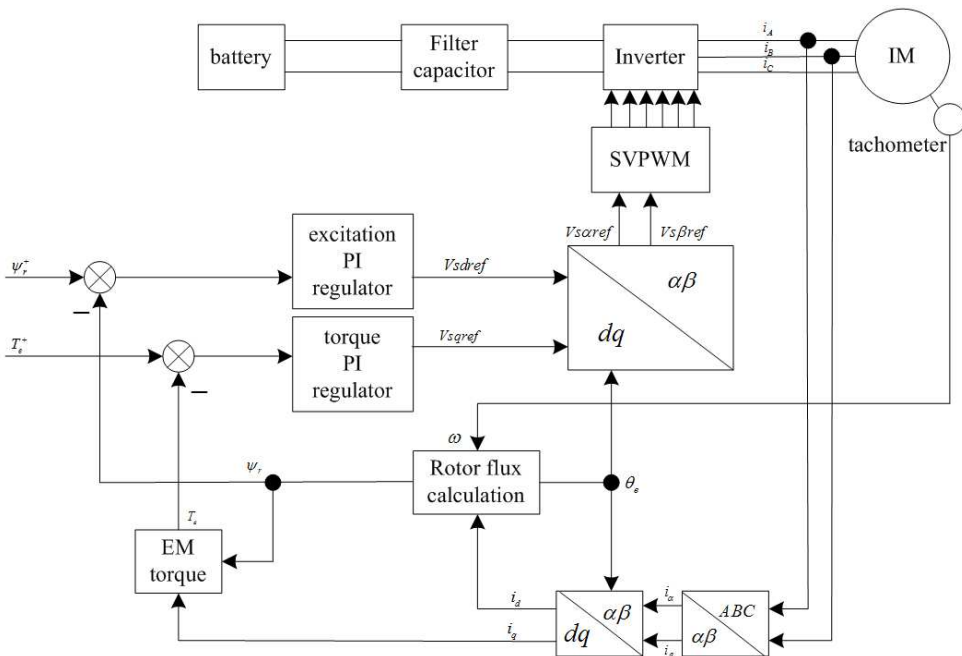 battery
Filter
capacitor
Inverter
i_A
i_B
i_C
IM
tachometer
SVPWM
Vsαref
Vsβref
ψ_r^+
excitation
PI
regulator
Vsdref
αβ
dq
T_e^+
torque
PI
regulator
Vsqref
ω
ψ_r
Rotor flux
calculation
θ_e
T_e
EM
torque
i_d
i_q
αβ
dq
i_α
ABC
αβ